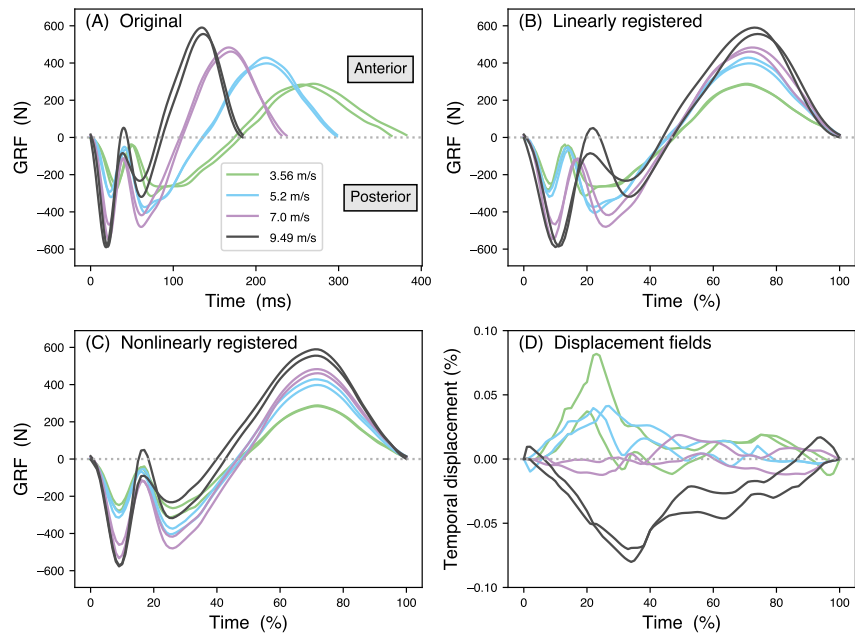 (A) Original
GRF (N)
600
400
200
0
−200
−400
−600
Anterior
Posterior
3.56 m/s
5.2 m/s
7.0 m/s
9.49 m/s
0 100 200 300 400
Time (ms)
(B) Linearly registered
GRF (N)
600
400
200
0
−200
−400
−600
0 20 40 60 80 100
Time (%)
(C) Nonlinearly registered
GRF (N)
600
400
200
0
−200
−400
−600
0 20 40 60 80 100
Time (%)
(D) Displacement fields
Temporal displacement (%)
0.10
0.05
0.00
−0.05
−0.10
0 20 40 60 80 100
Time (%)